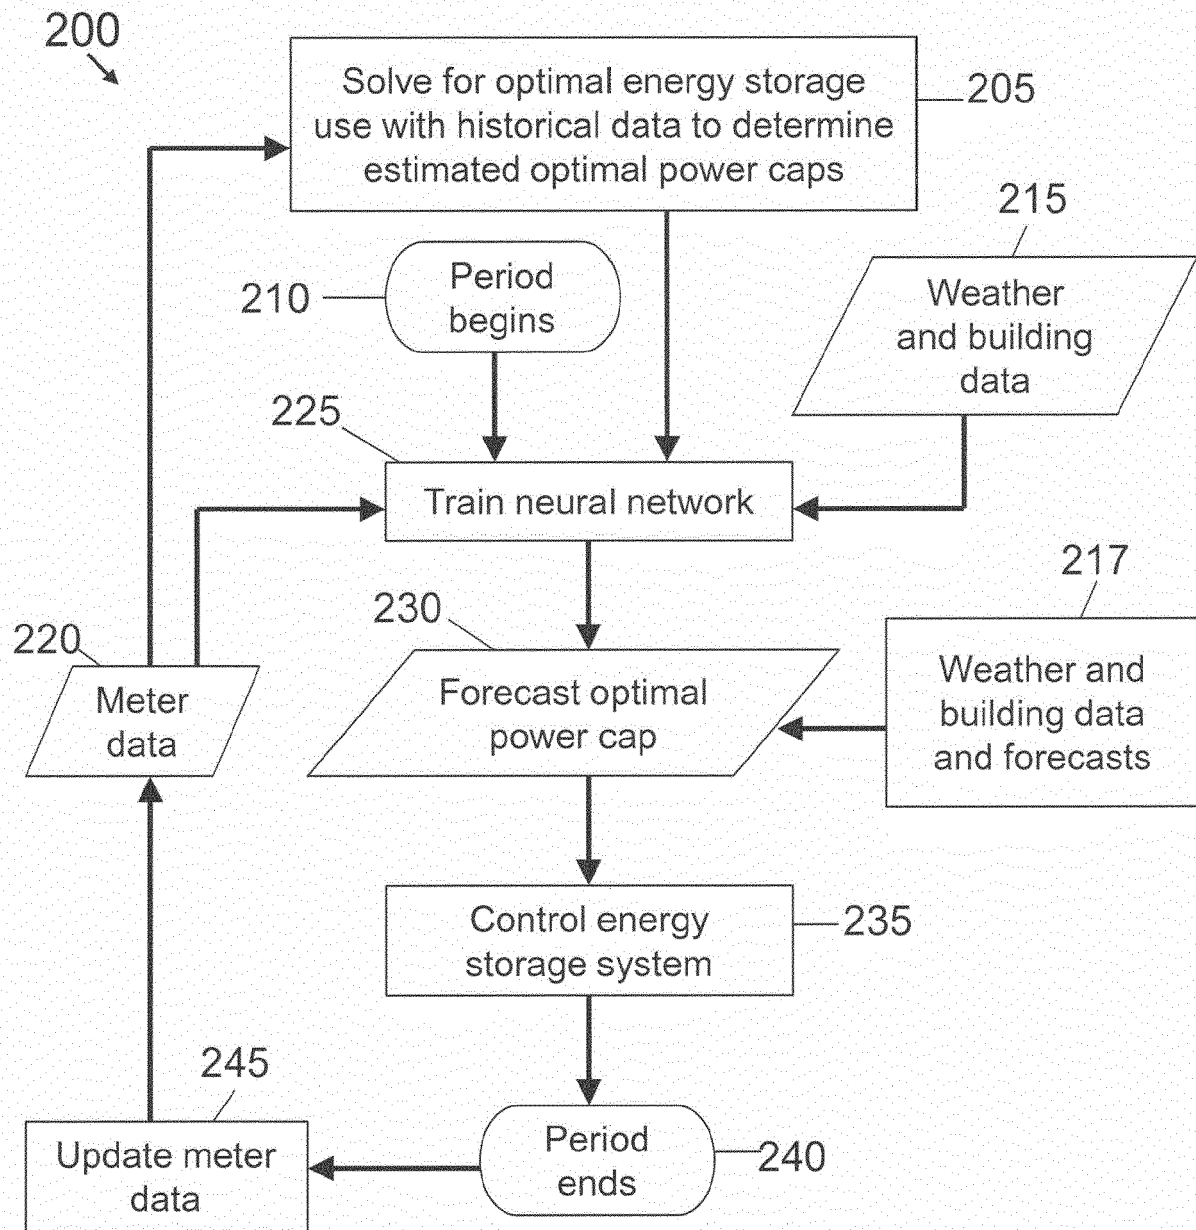 200
Solve for optimal energy storage
use with historical data to determine
estimated optimal power caps
205
215
Period
begins
210
Weather
and building
data
225
Train neural network
217
220
230
Meter
data
Forecast optimal
power cap
Weather and
building data
and forecasts
Control energy
storage system
235
245
Update meter
data
Period
ends
240